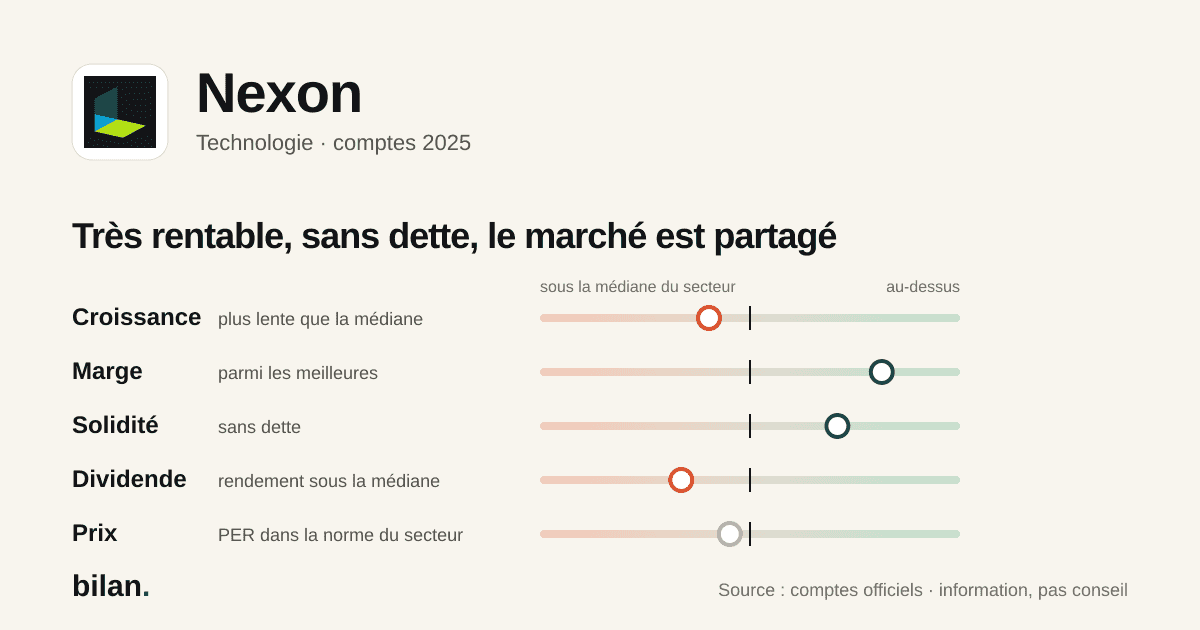 Nexon
Technologie · comptes 2025
Très rentable, sans dette, le marché est partagé
sous la médiane du secteur au-dessus
Croissance plus lente que la médiane
Marge parmi les meilleures
Solidité sans dette
Dividende rendement sous la médiane
Prix PER dans la norme du secteur
bilan.
Source : comptes officiels · information, pas conseil